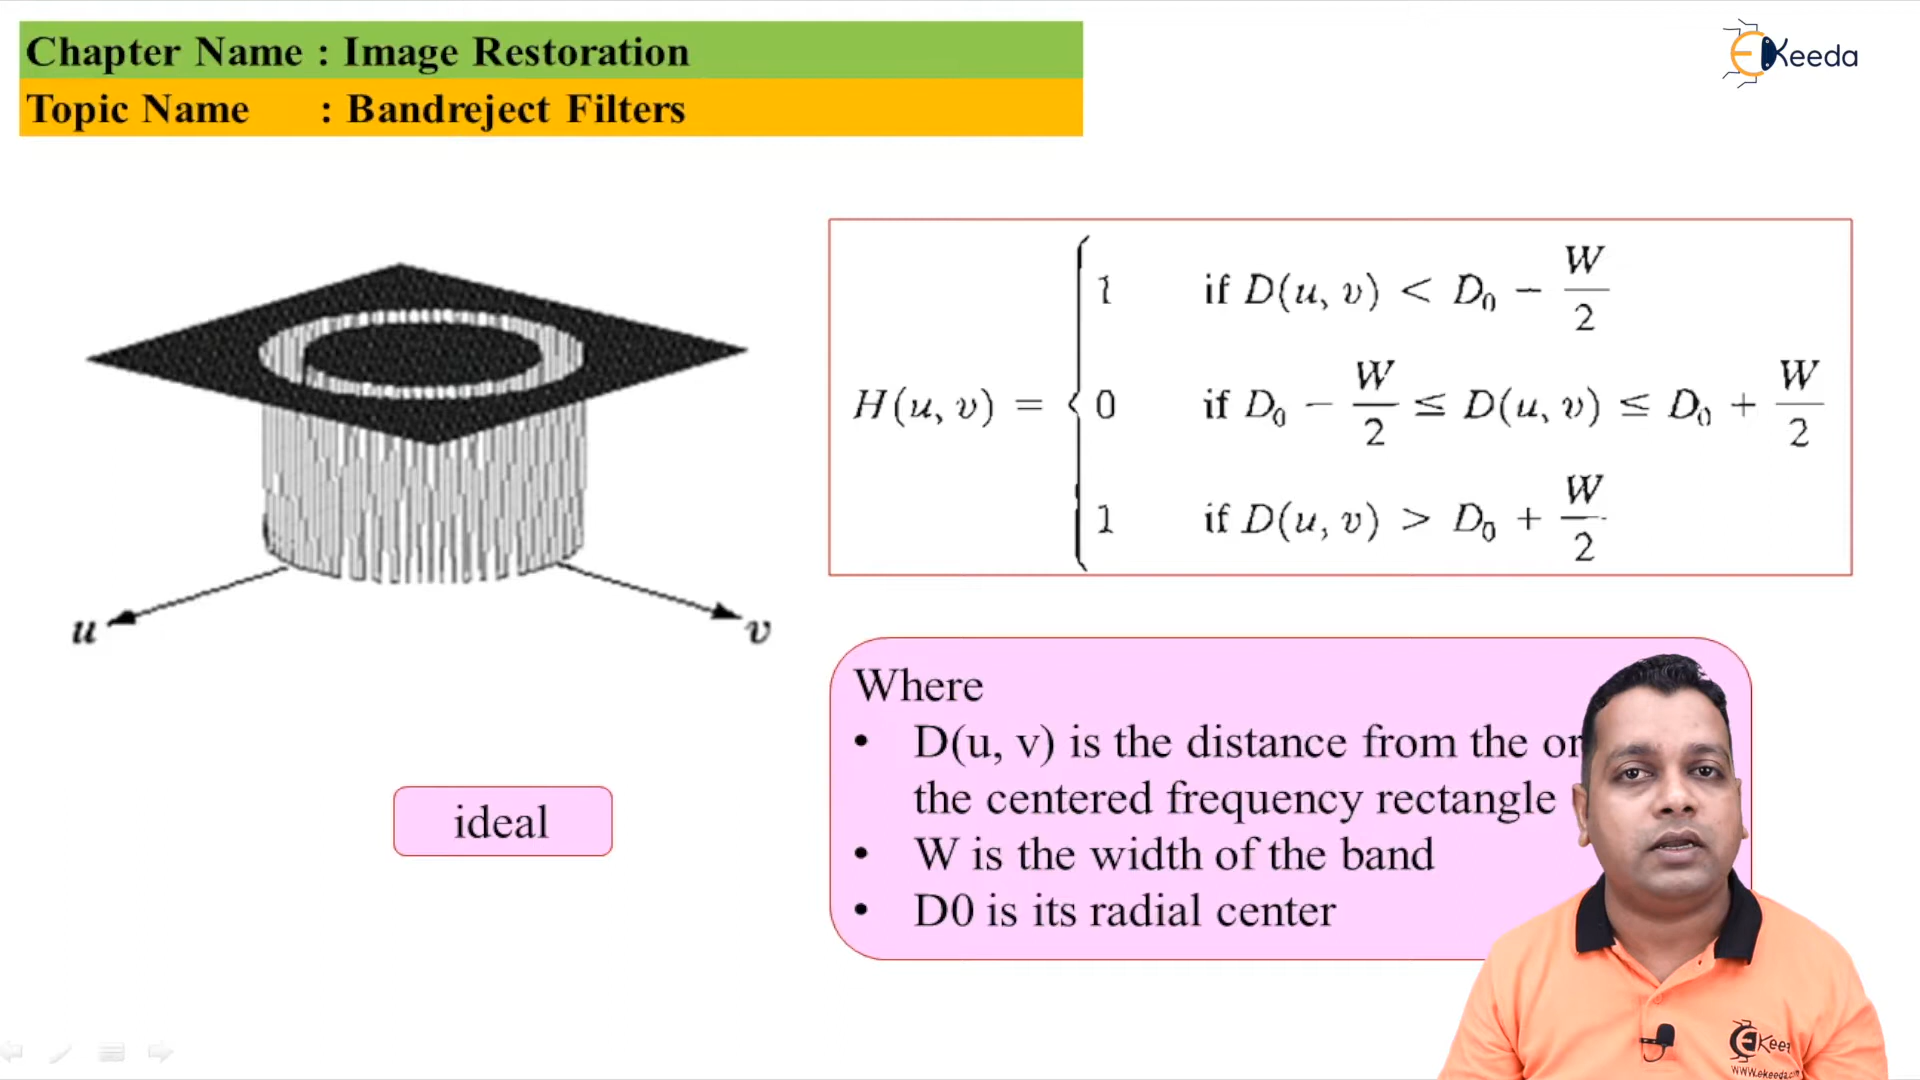 Chapter Name : Image Restoration
Topic Name : Bandreject Filters
EKeeda
H(u, v) = { 1 if D(u, v) < D₀ − W/2
0 if D₀ − W/2 ≤ D(u, v) ≤ D₀ + W/2
1 if D(u, v) > D₀ + W/2
u
v
ideal
Where
• D(u, v) is the distance from the
the centered frequency rectangle
• W is the width of the band
• D0 is its radial center